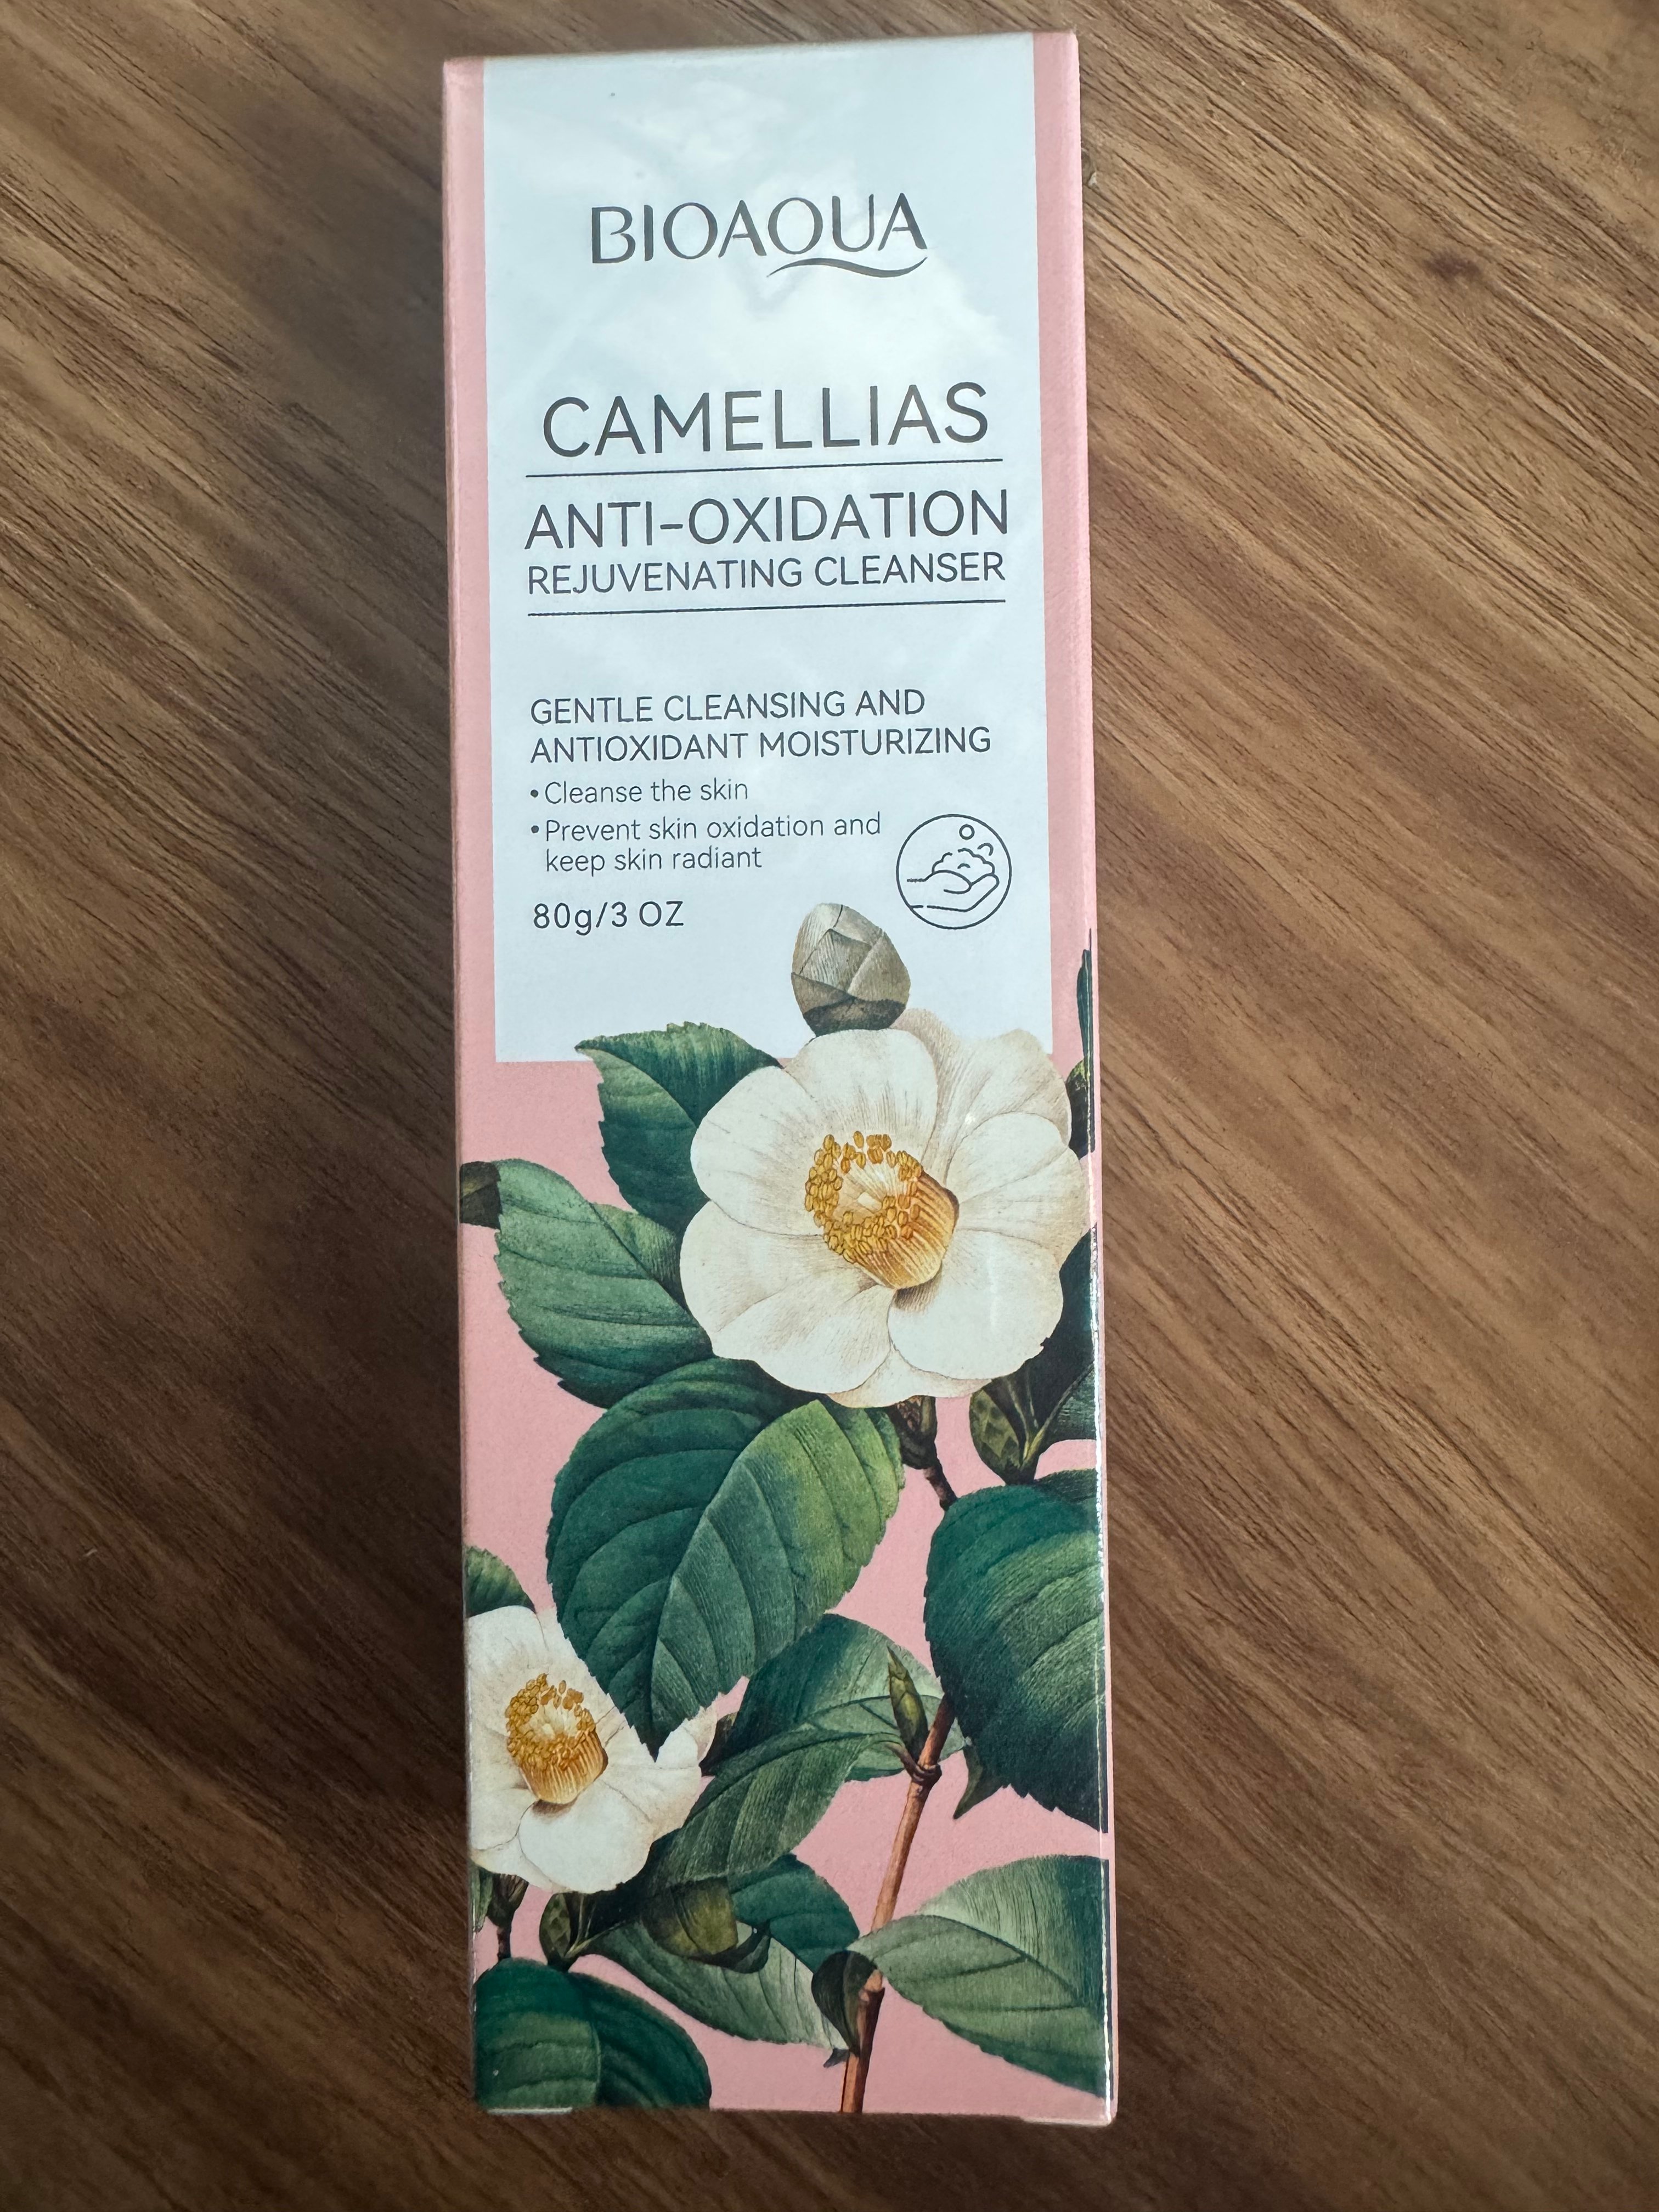 BIOAQUA
CAMELLIAS
ANTI-OXIDATION
REJUVENATING CLEANSER
GENTLE CLEANSING AND
ANTIOXIDANT MOISTURIZING
•Cleanse the skin
•Prevent skin oxidation and
keep skin radiant
80g/3 OZ